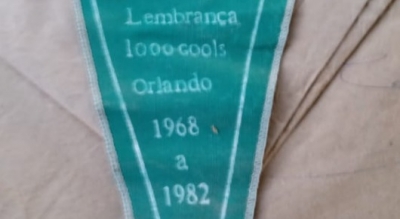 Lembrança
1000 gools
Orlando
1968
a
1982